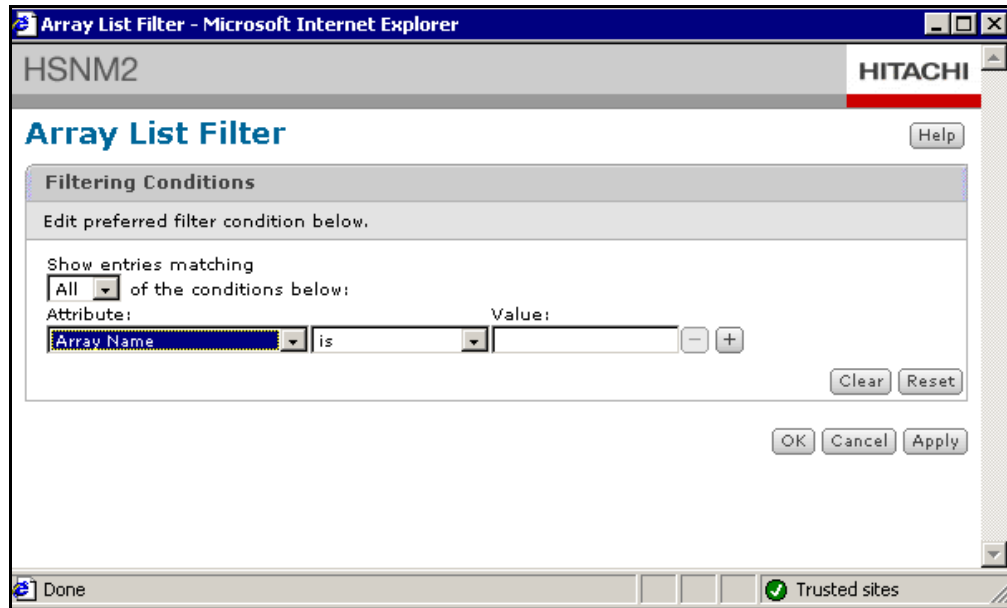 Array List Filter - Microsoft Internet Explorer
HSNM2
HITACHI
Array List Filter
Help
Filtering Conditions
Edit preferred filter condition below.
Show entries matching
All of the conditions below:
Attribute: Value:
Array Name is
Clear Reset
OK Cancel Apply
Done Trusted sites